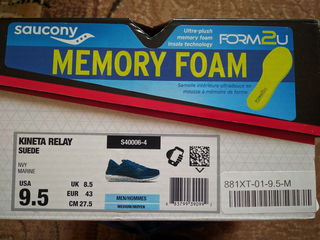 saucony
Ultra-plush
memory foam
insole technology
FORM2U
MEMORY FOAM
Semelle intérieure ultradouce en
mousse à mémoire de forme.
KINETA RELAY
SUEDE
S40006-4
NVY
MARINE
USA
9.5
UK 8.5
EUR 43
CM 27.5
MEN/HOMMES
MEDIUM/MOYEN
881XT-01-9.5-M